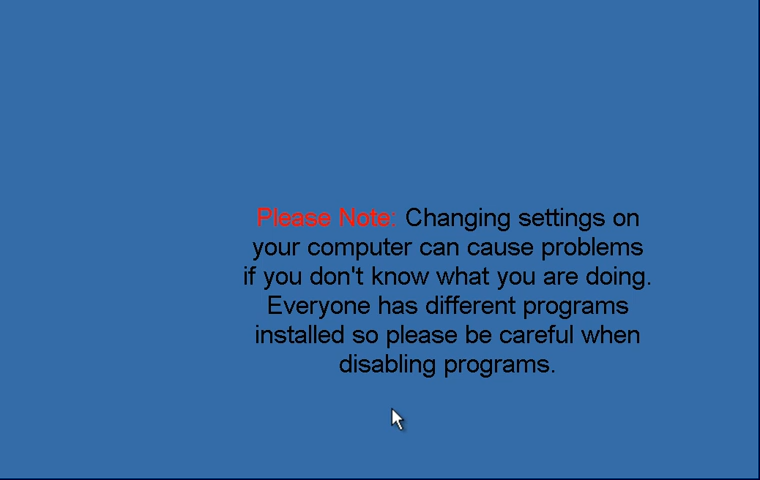 Please Note: Changing settings on
your computer can cause problems
if you don't know what you are doing.
Everyone has different programs
installed so please be careful when
disabling programs.